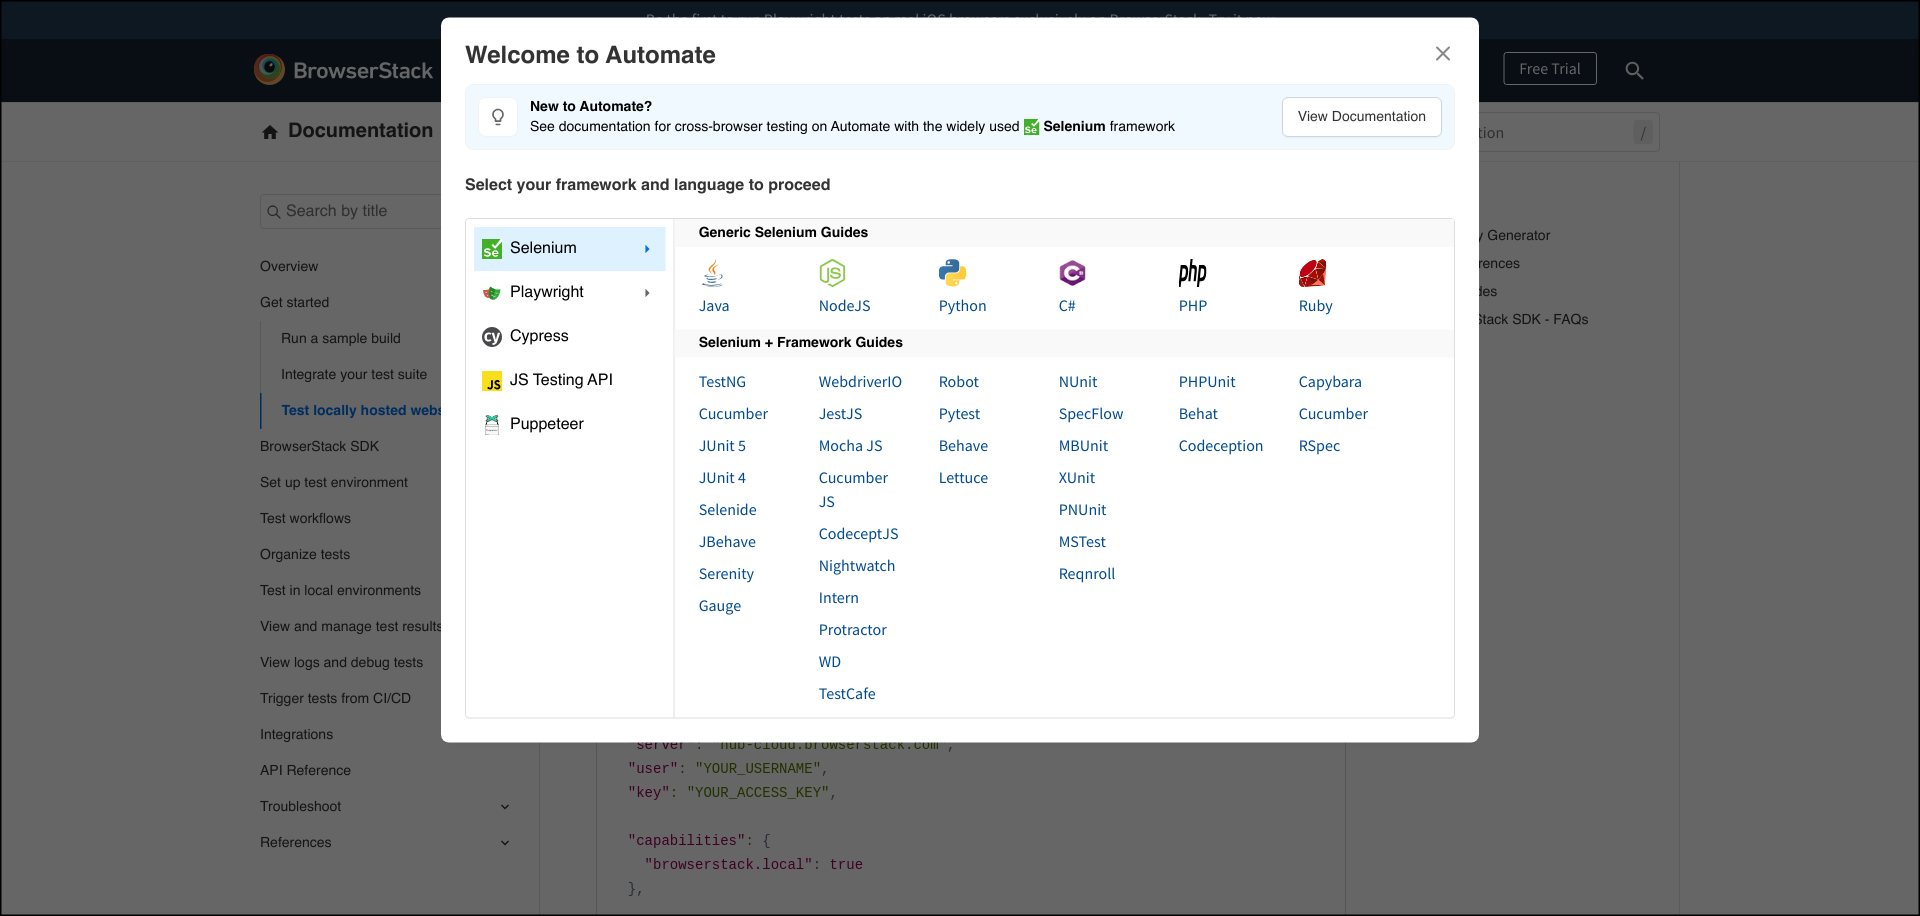 Welcome to Automate
BrowserStack
Free Trial
New to Automate?
See documentation for cross-browser testing on Automate with the widely used Selenium framework
View Documentation
Documentation
/
Select your framework and language to proceed
Search by title
Selenium
Playwright
Cypress
JS Testing API
Puppeteer
Generic Selenium Guides
Java
NodeJS
Python
C#
PHP
Ruby
Selenium + Framework Guides
TestNG
Cucumber
JUnit 5
JUnit 4
Selenide
JBehave
Serenity
Gauge
WebdriverIO
JestJS
Mocha JS
Cucumber
JS
CodeceptJS
Nightwatch
Intern
Protractor
WD
TestCafe
Robot
Pytest
Behave
Lettuce
NUnit
SpecFlow
MBUnit
XUnit
PNUnit
MSTest
Reqnroll
PHPUnit
Behat
Codeception
Capybara
Cucumber
RSpec
Overview
Get started
Run a sample build
Integrate your test suite
Test locally hosted
BrowserStack SDK
Set up test environment
Test workflows
Organize tests
Test in local environments
View and manage test results
View logs and debug tests
Trigger tests from CI/CD
Integrations
API Reference
Troubleshoot
References
Generator
SDK - FAQs
"server": "hub-cloud.browserstack.com",
"user": "YOUR_USERNAME",
"key": "YOUR_ACCESS_KEY",
"capabilities": {
"browserstack.local": true
},